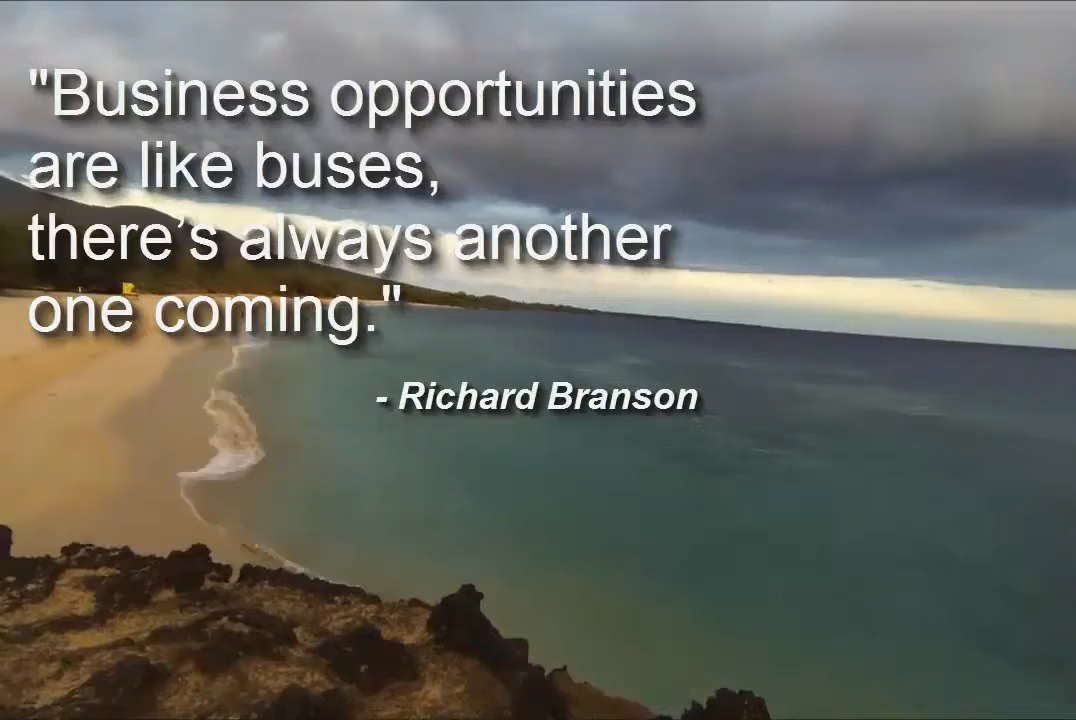 "Business opportunities
are like buses,
there’s always another
one coming."
- Richard Branson